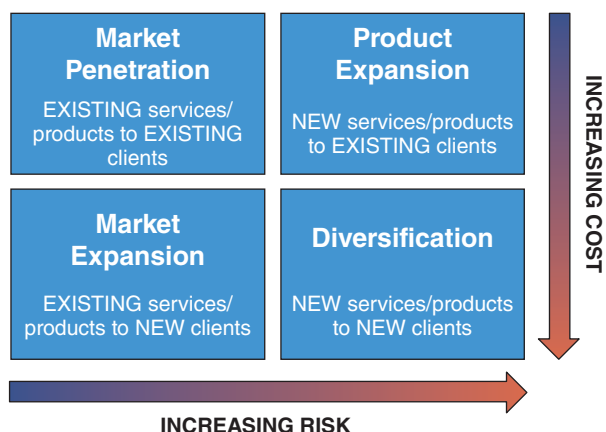 Market
Penetration
EXISTING services/
products to EXISTING
clients
Product
Expansion
NEW services/products
to EXISTING clients
Market
Expansion
EXISTING services/
products to NEW clients
Diversification
NEW services/products
to NEW clients
INCREASING COST
INCREASING RISK